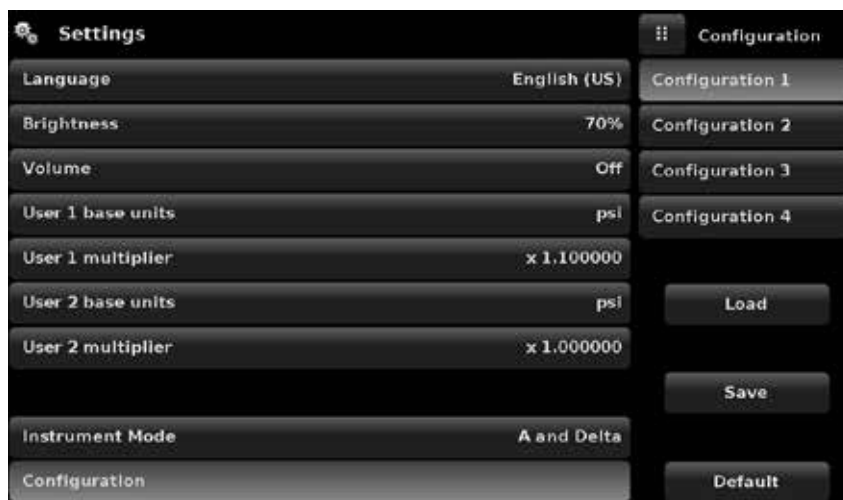 Settings
Language English (US)
Brightness 70%
Volume Off
User 1 base units psi
User 1 multiplier x 1.100000
User 2 base units psi
User 2 multiplier x 1.000000
Instrument Mode A and Delta
Configuration
Configuration
Configuration 1
Configuration 2
Configuration 3
Configuration 4
Load
Save
Default